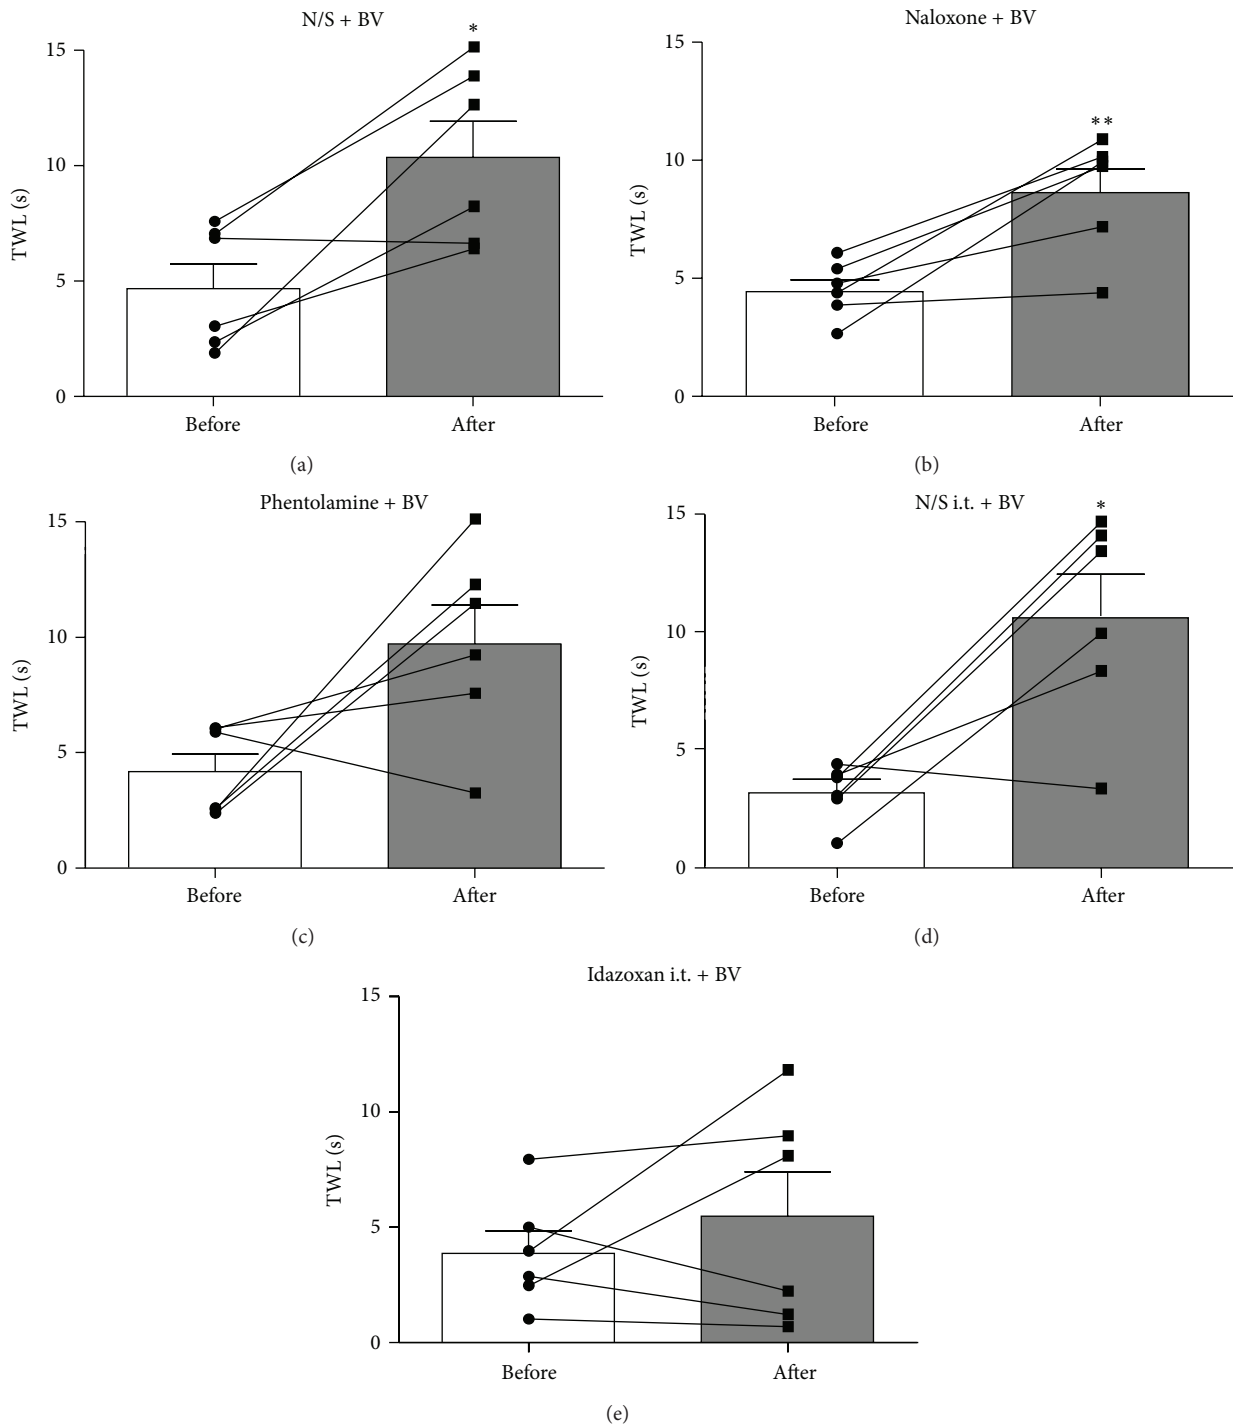 N/S + BV
*
15
10
5
0
TWL (s)
Before
After
(a)
Naloxone + BV
**
15
10
5
0
TWL (s)
Before
After
(b)
Phentolamine + BV
15
10
5
0
TWL (s)
Before
After
(c)
N/S i.t. + BV
*
15
10
5
0
TWL (s)
Before
After
(d)
Idazoxan i.t. + BV
15
10
5
0
TWL (s)
Before
After
(e)